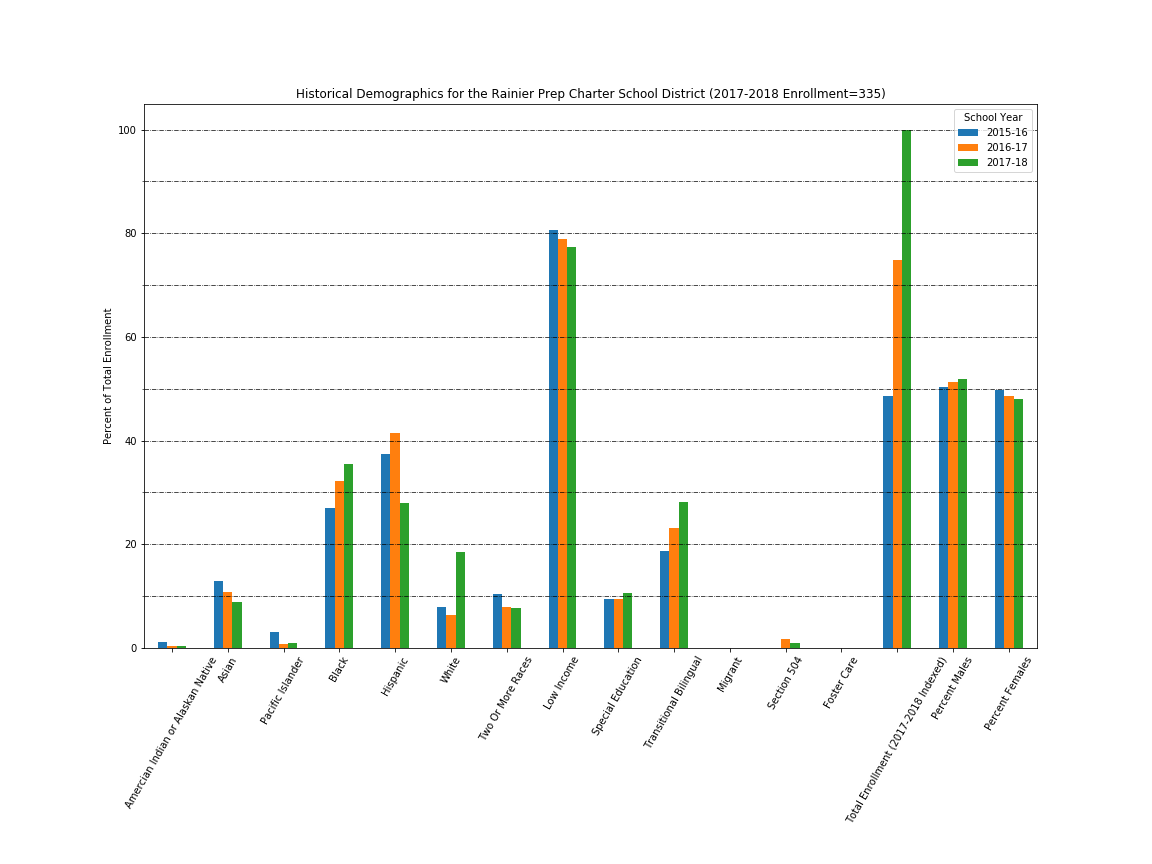 Historical Demographics for the Rainier Prep Charter School District (2017-2018 Enrollment=335)
School Year
2015-16
2016-17
2017-18
Percent of Total Enrollment
100
80
60
40
20
0
Amercian Indian or Alaskan Native
Asian
Pacific Islander
Black
Hispanic
White
Two Or More Races
Low Income
Special Education
Transitional Bilingual
Migrant
Section 504
Foster Care
Total Enrollment (2017-2018 Indexed)
Percent Males
Percent Females